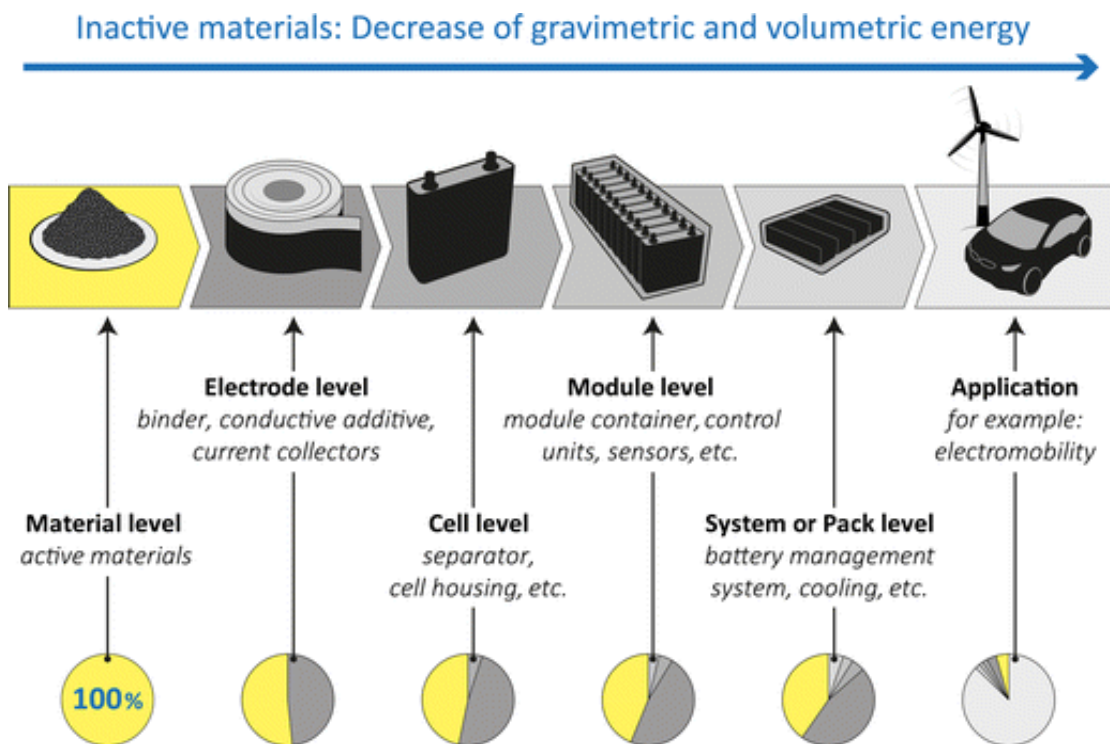 Inactive materials: Decrease of gravimetric and volumetric energy
Electrode level
binder, conductive additive,
current collectors
Module level
module container, control
units, sensors, etc.
Application
for example:
electromobility
Material level
active materials
Cell level
separator,
cell housing, etc.
System or Pack level
battery management
system, cooling, etc.
100%